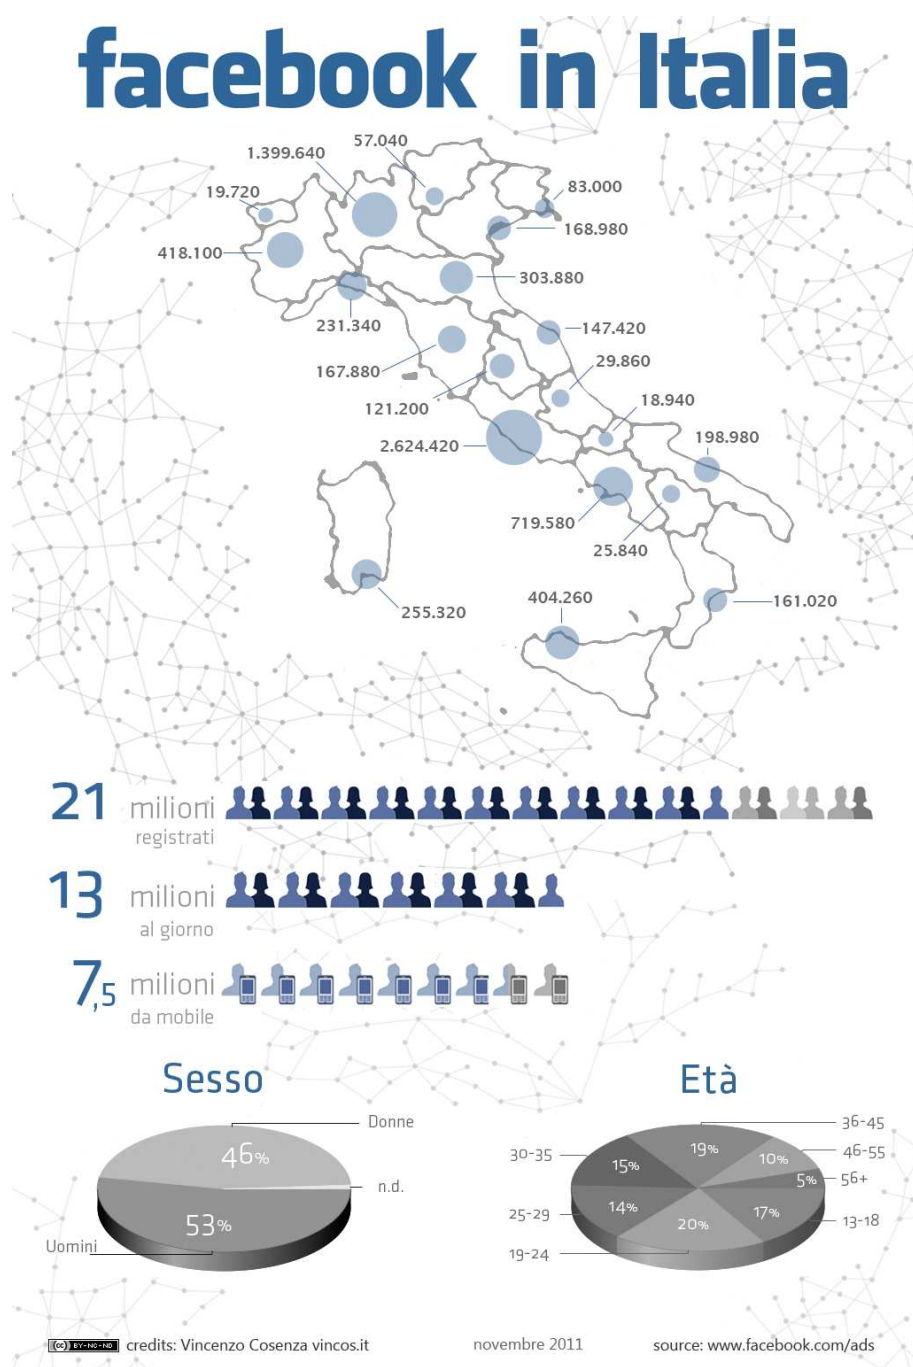 facebook in Italia
57.040
1.399.640
19.720
83.000
168.980
418.100
303.880
231.340
147.420
167.880
29.860
121.200
18.940
2.624.420
198.980
719.580
25.840
255.320
404.260
161.020
21 milioni
registrati
13 milioni
al giorno
7,5 milioni
da mobile
Sesso
Donne
46%
n.d.
53%
Uomini
Età
36-45
19%
46-55
10%
30-35
15%
56+
5%
25-29
14%
17%
13-18
20%
19-24
(cc) BY-NC-ND credits: Vincenzo Cosenza vincos.it
novembre 2011
source: www.facebook.com/ads